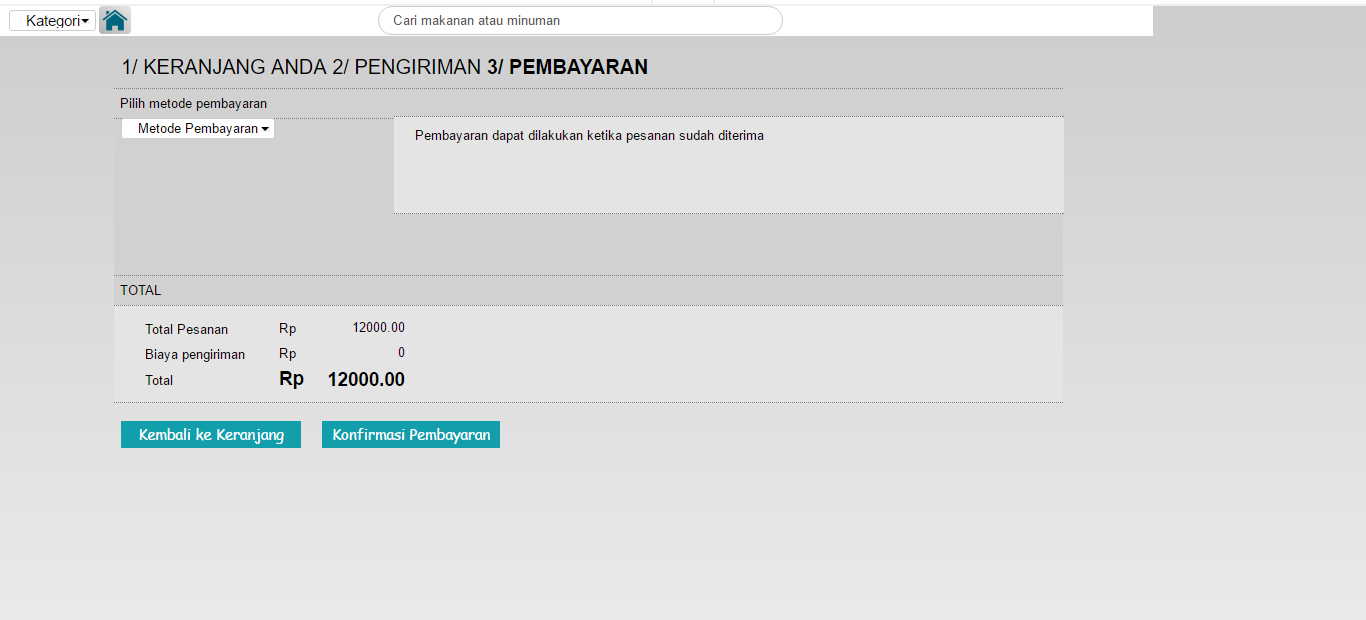 Kategori
Cari makanan atau minuman
1/ KERANJANG ANDA 2/ PENGIRIMAN 3/ PEMBAYARAN
Pilih metode pembayaran
Metode Pembayaran
Pembayaran dapat dilakukan ketika pesanan sudah diterima
TOTAL
Total Pesanan Rp 12000.00
Biaya pengiriman Rp 0
Total Rp 12000.00
Kembali ke Keranjang Konfirmasi Pembayaran